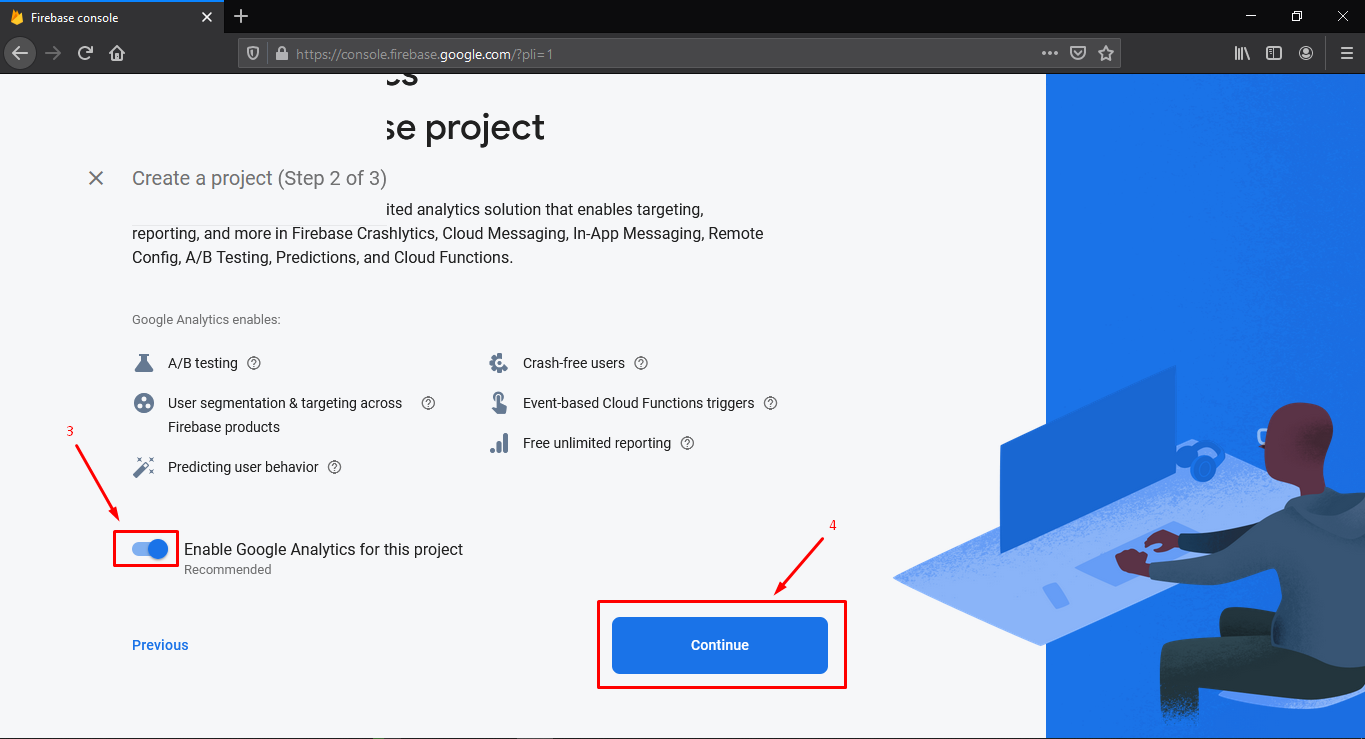 Firebase console
https://console.firebase.google.com/?pli=1
se project
Create a project (Step 2 of 3)
ited analytics solution that enables targeting,
reporting, and more in Firebase Crashlytics, Cloud Messaging, In-App Messaging, Remote
Config, A/B Testing, Predictions, and Cloud Functions.
Google Analytics enables:
A/B testing
Crash-free users
User segmentation & targeting across
Firebase products
Event-based Cloud Functions triggers
Free unlimited reporting
Predicting user behavior
3
Enable Google Analytics for this project
Recommended
4
Previous
Continue